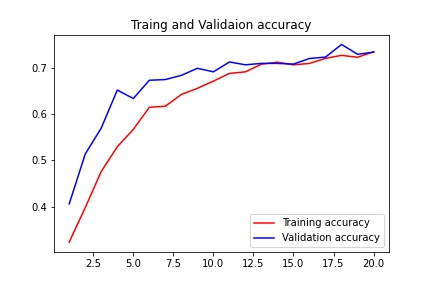 Traing and Validaion accuracy
0.7
0.6
0.5
0.4
Training accuracy
Validation accuracy
2.5 5.0 7.5 10.0 12.5 15.0 17.5 20.0